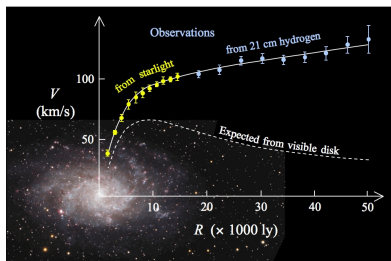 Observations
from 21 cm hydrogen
from starlight
V
(km/s)
100
50
Expected from visible disk
10
20
30
40
50
R (× 1000 ly)